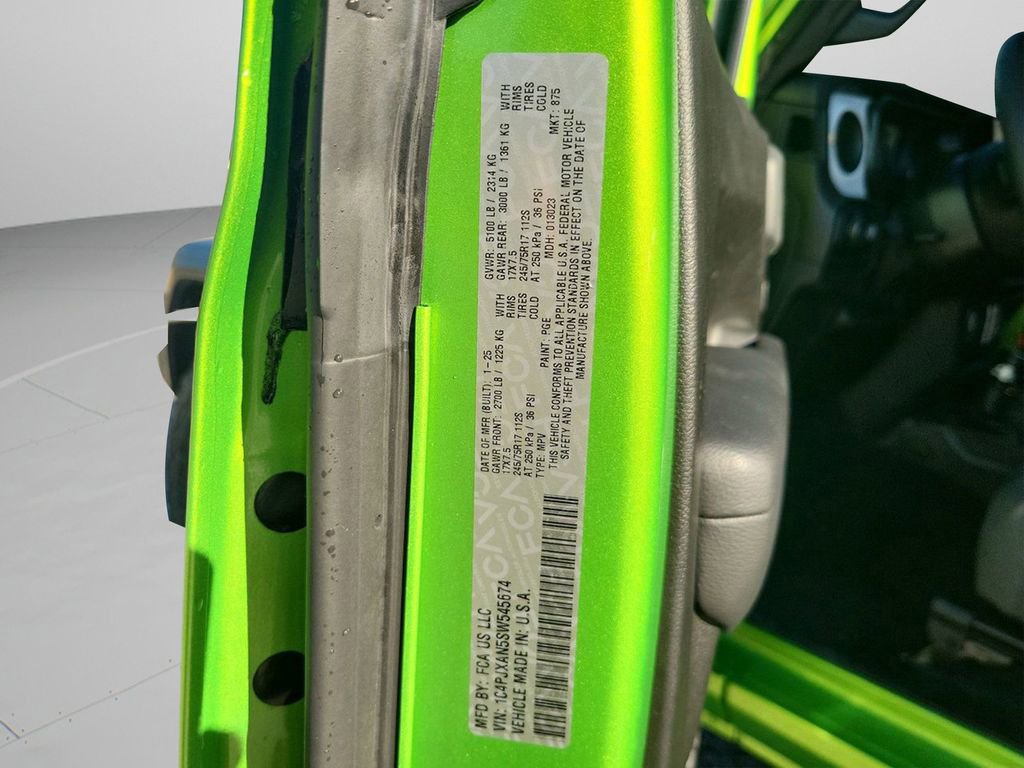 MFD BY: FCA US LLC
VIN: 1C4PJXAN5SW545674
VEHICLE MADE IN: U.S.A.
DATE OF MFR (BUILT): 1-25 GVWR: 5100 LB / 2314 KG
GAWR FRONT: 2700 LB / 1225 KG WITH GAWR REAR: 3000 LB / 1361 KG WITH
17X7.5 RIMS 17X7.5 RIMS
245/75R17 112S TIRES 245/75R17 112S TIRES
AT 250 kPa / 36 PSI COLD AT 250 kPa / 36 PSI COLD
TYPE: MPV PAINT: PGE MDH: 013023 MKT: 875
THIS VEHICLE CONFORMS TO ALL APPLICABLE U.S.A. FEDERAL MOTOR VEHICLE
SAFETY AND THEFT PREVENTION STANDARDS IN EFFECT ON THE DATE OF
MANUFACTURE SHOWN ABOVE.